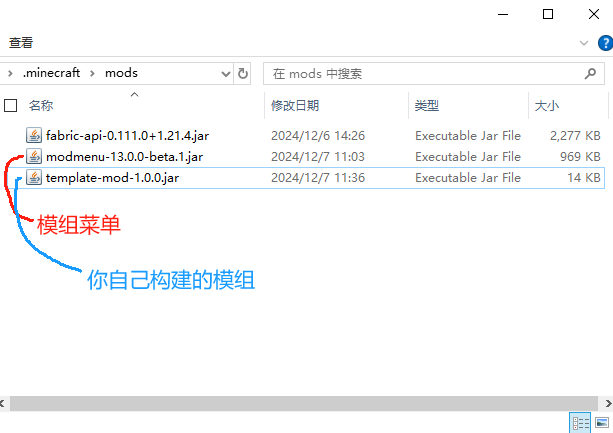 查看
?
.minecraft > mods
在 mods 中搜索
名称 修改日期 类型 大小
fabric-api-0.111.0+1.21.4.jar 2024/12/6 14:26 Executable Jar File 2,277 KB
modmenu-13.0.0-beta.1.jar 2024/12/7 11:03 Executable Jar File 969 KB
template-mod-1.0.0.jar 2024/12/7 11:36 Executable Jar File 14 KB
模组菜单
你自己构建的模组